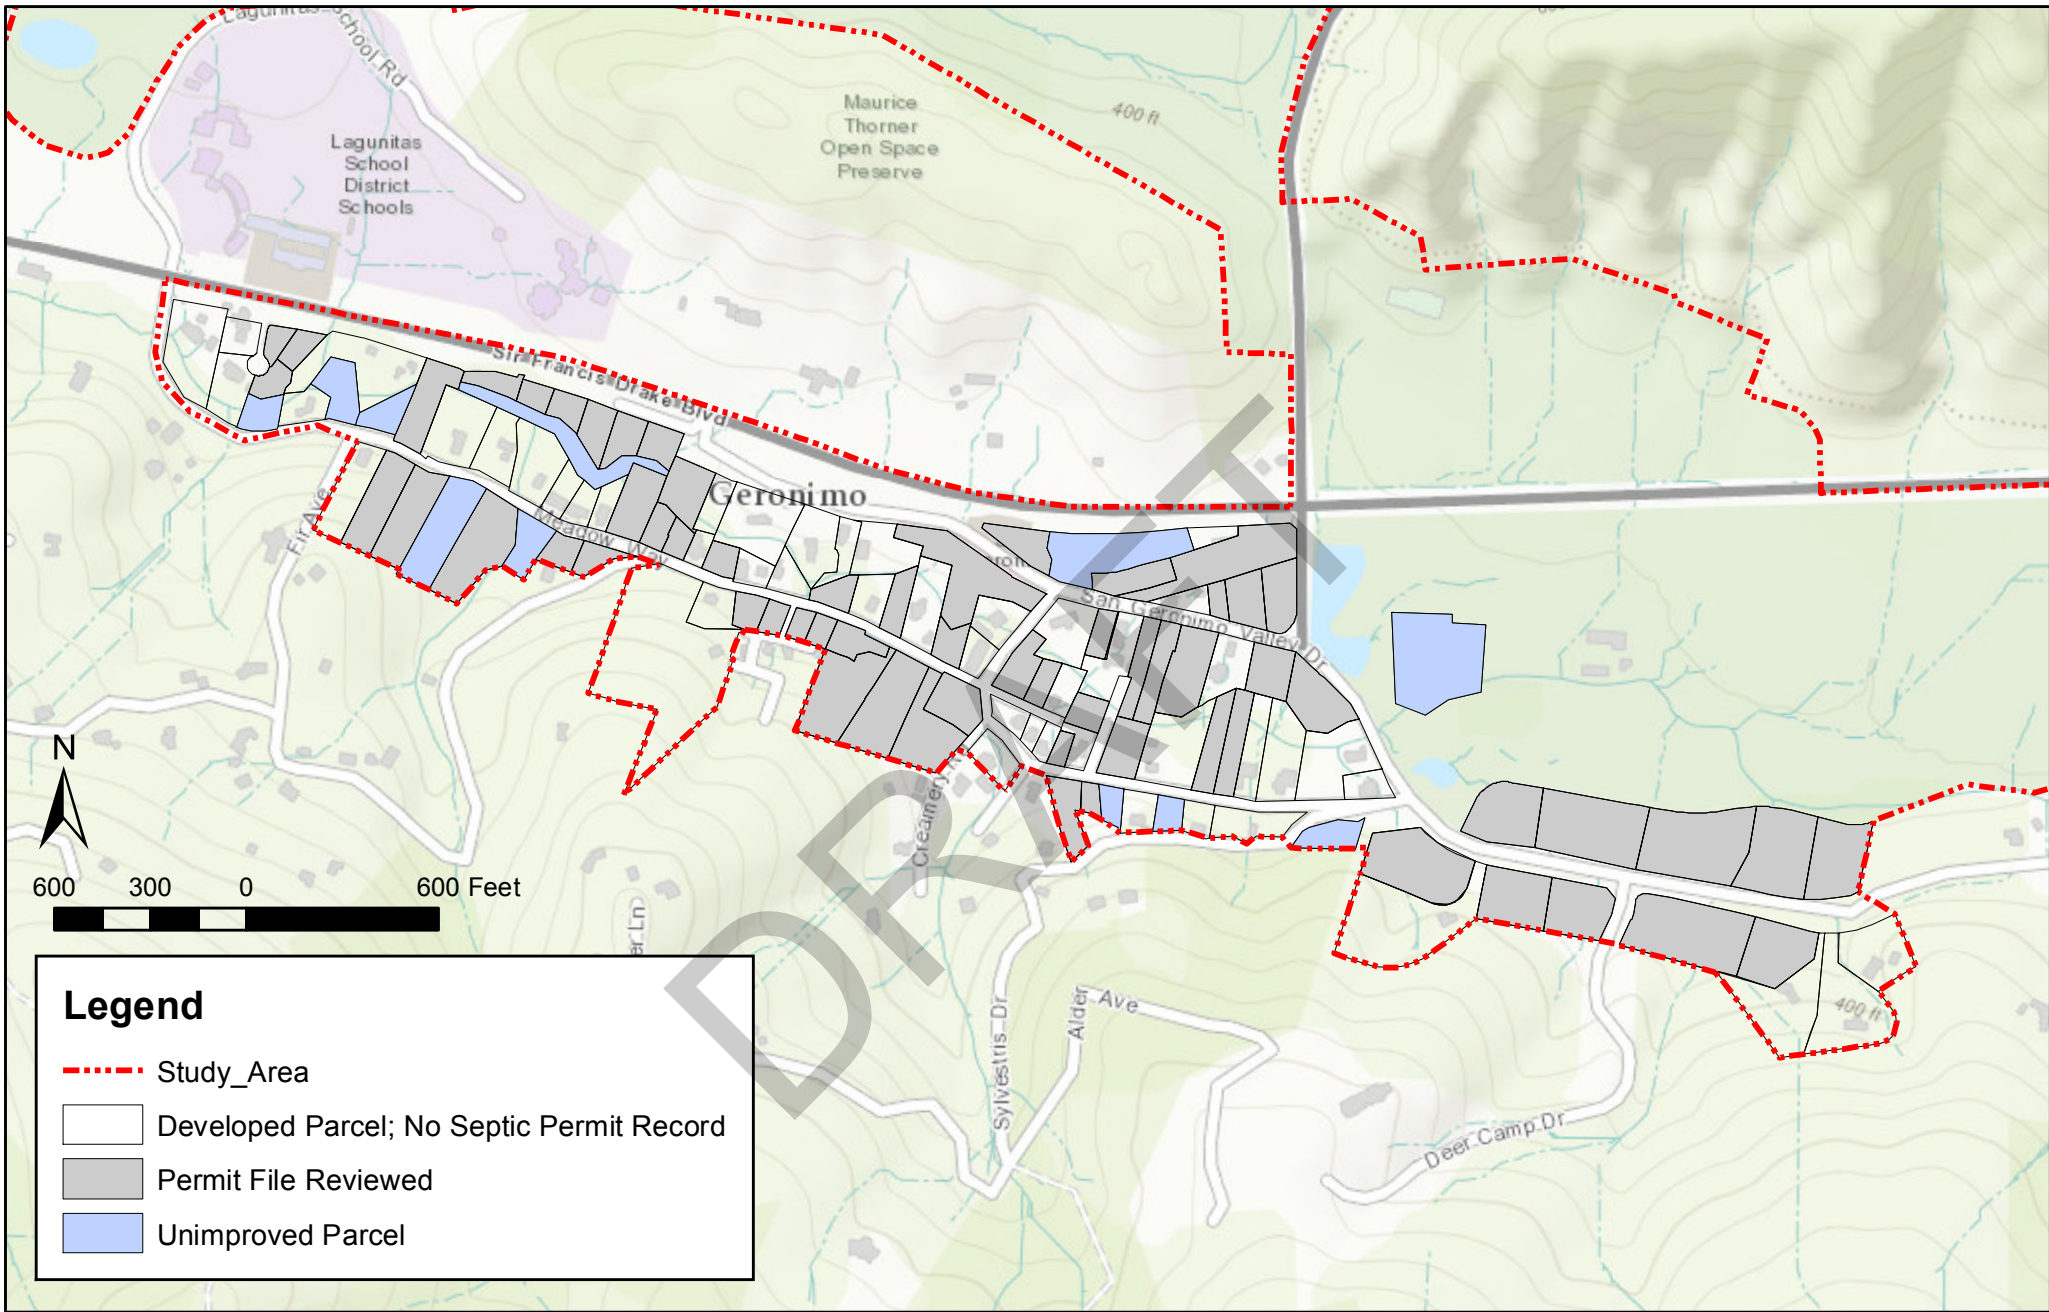 Lagunitas School Rd
Lagunitas
School
District
Schools
Maurice
Thorner
Open Space
Preserve
400 ft
Sir Francis Drake Blvd
Geronimo
Meadow Way
Fir Ave
San Geronimo Valley Dr
Creamery
N
600 300 0 600 Feet
Sylvestris Dr
Alder Ave
Deer Camp Dr
400 ft
DRAFT
Legend
Study_Area
Developed Parcel; No Septic Permit Record
Permit File Reviewed
Unimproved Parcel